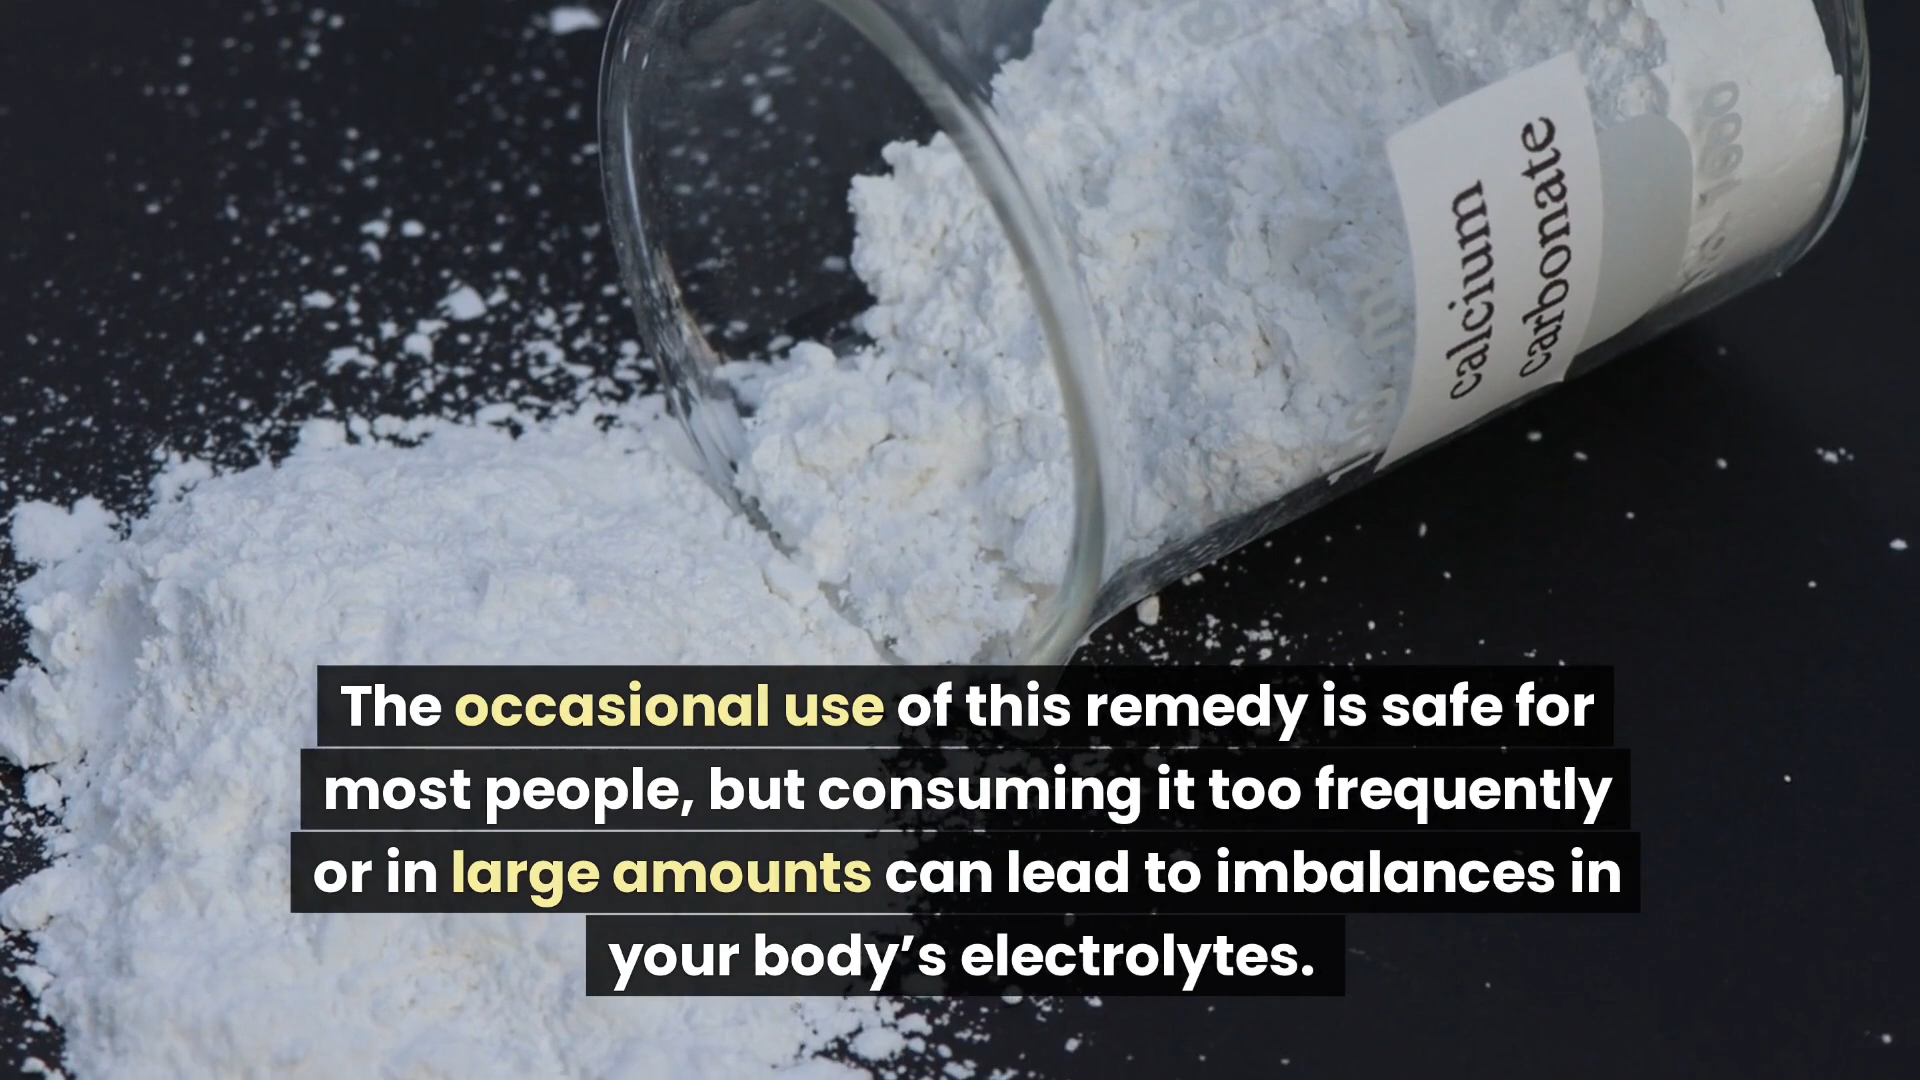 calcium
carbonate
The occasional use of this remedy is safe for
most people, but consuming it too frequently
or in large amounts can lead to imbalances in
your body’s electrolytes.